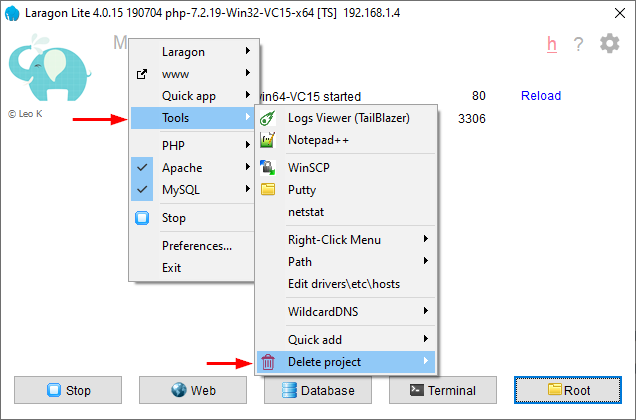 Laragon Lite 4.0.15 190704 php-7.2.19-Win32-VC15-x64 [TS] 192.168.1.4
M
h ?
© Leo K
Laragon
www
Quick app
Tools
PHP
Apache
MySQL
Stop
Preferences...
Exit
in64-VC15 started 80 Reload
3306
Logs Viewer (TailBlazer)
Notepad++
WinSCP
Putty
netstat
Right-Click Menu
Path
Edit drivers\etc\hosts
WildcardDNS
Quick add
Delete project
Stop Web Database Terminal Root